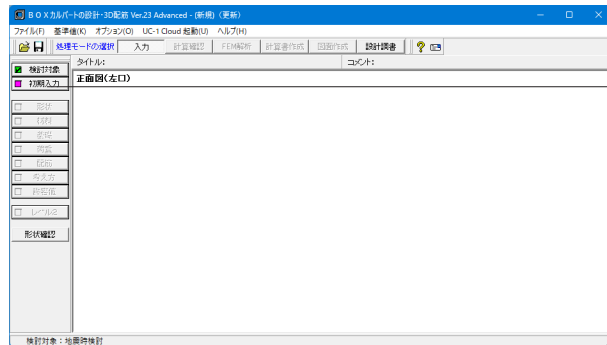 BOXカルバートの設計・3D配筋 Ver.23 Advanced - (新規) (更新)
ファイル(F) 基準値(K) オプション(O) UC-1 Cloud 起動(U) ヘルプ(H)
処理モードの選択 入力 計算確認 FEM解析 計算書作成 図面作成 設計調書
タイトル: コメント:
検討対象
初期入力
正面図(左口)
形状
材料
基礎
荷重
配筋
考え方
許容値
レベル2
形状確認
検討対象:地震時検討